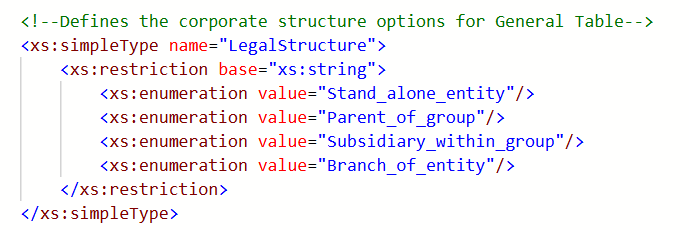 <!--Defines the corporate structure options for General Table-->
<xs:simpleType name="LegalStructure">
<xs:restriction base="xs:string">
<xs:enumeration value="Stand_alone_entity"/>
<xs:enumeration value="Parent_of_group"/>
<xs:enumeration value="Subsidiary_within_group"/>
<xs:enumeration value="Branch_of_entity"/>
</xs:restriction>
</xs:simpleType>